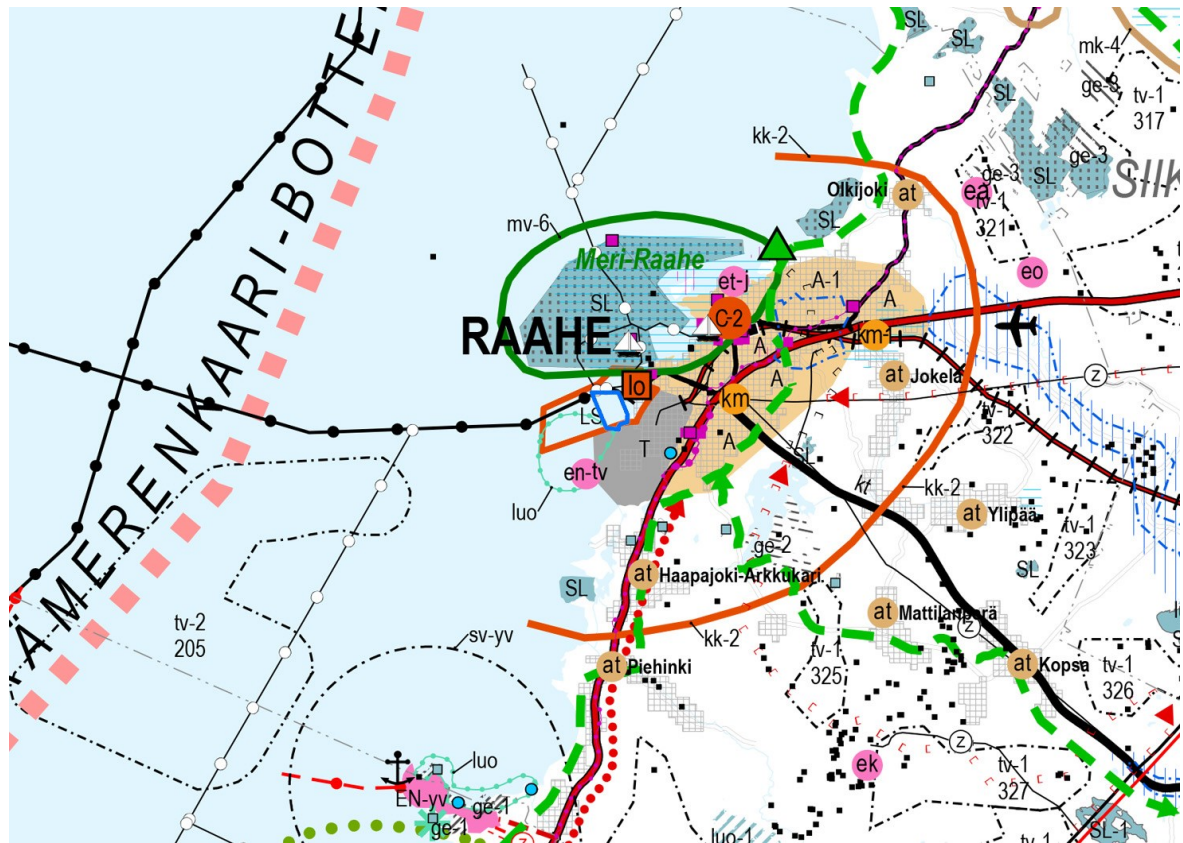 SL
SL
mk-4
ge-3
tv-1
317
SL
kk-2
ge-3
SL
SIIK
Olkijoki
at
ge-3
ea
tv-1
321
SL
mv-6
Meri-Raahe
et-j
eo
SL
A-1
A
C-2
RAAHE
A
km-
lo
A
at
Jokela
Z
LS
km
tv-1
322
T
A
SL
en-tv
kt
kk-2
luo
at
Ylipää
tv-1
323
ge-2
SL
at
Haapajoki-Arkkukari
SL
at
Mattilanperä
PERÄMERENKAARI-BOTTE
tv-2
205
sv-yv
kk-2
Z
at
Piehinki
tv-1
325
at
Kopsa
tv-1
326
Z
luo
ek
tv-1
327
EN-yv
ge-1
ge-1
luo-1
tv-1
SL-1